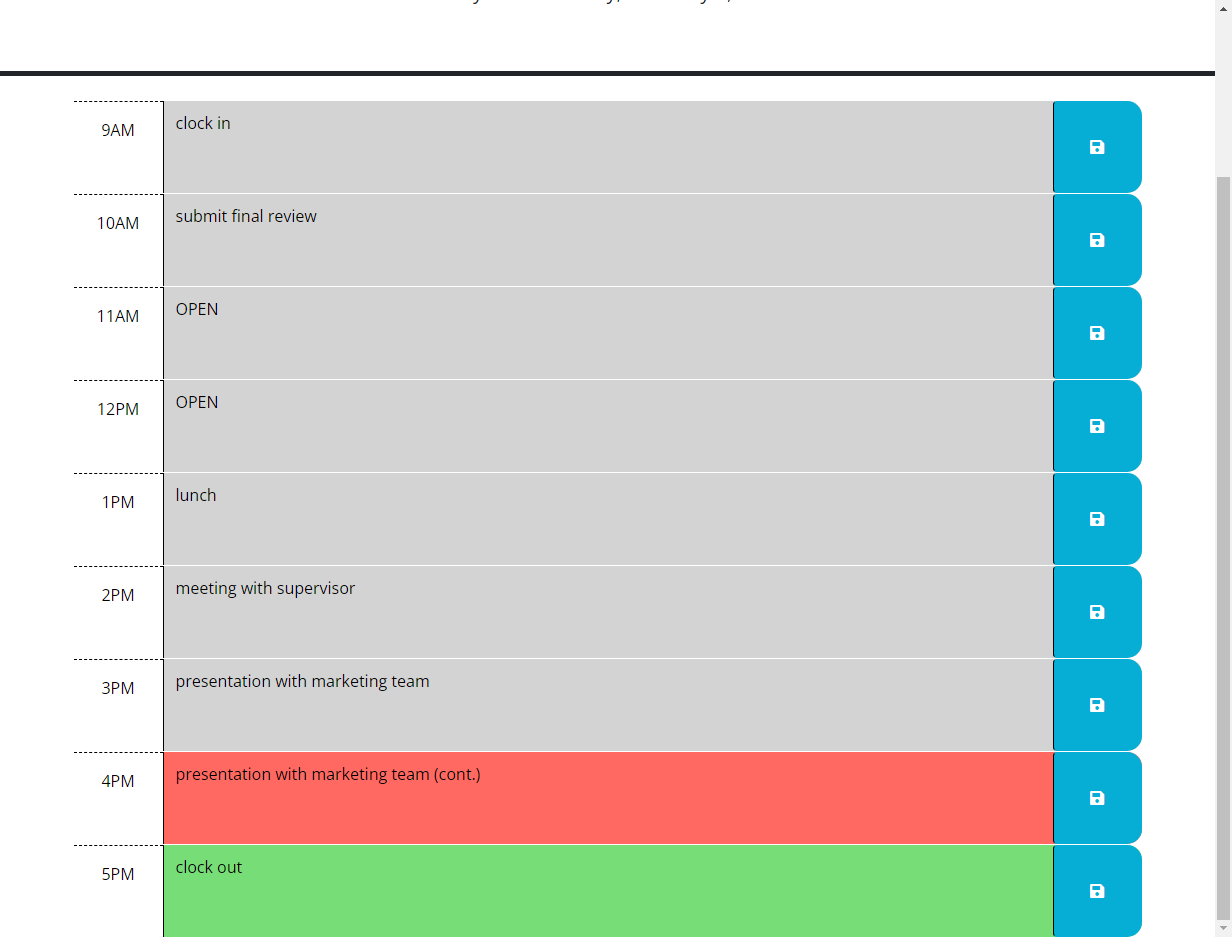 9AM clock in
10AM submit final review
11AM OPEN
12PM OPEN
1PM lunch
2PM meeting with supervisor
3PM presentation with marketing team
4PM presentation with marketing team (cont.)
5PM clock out